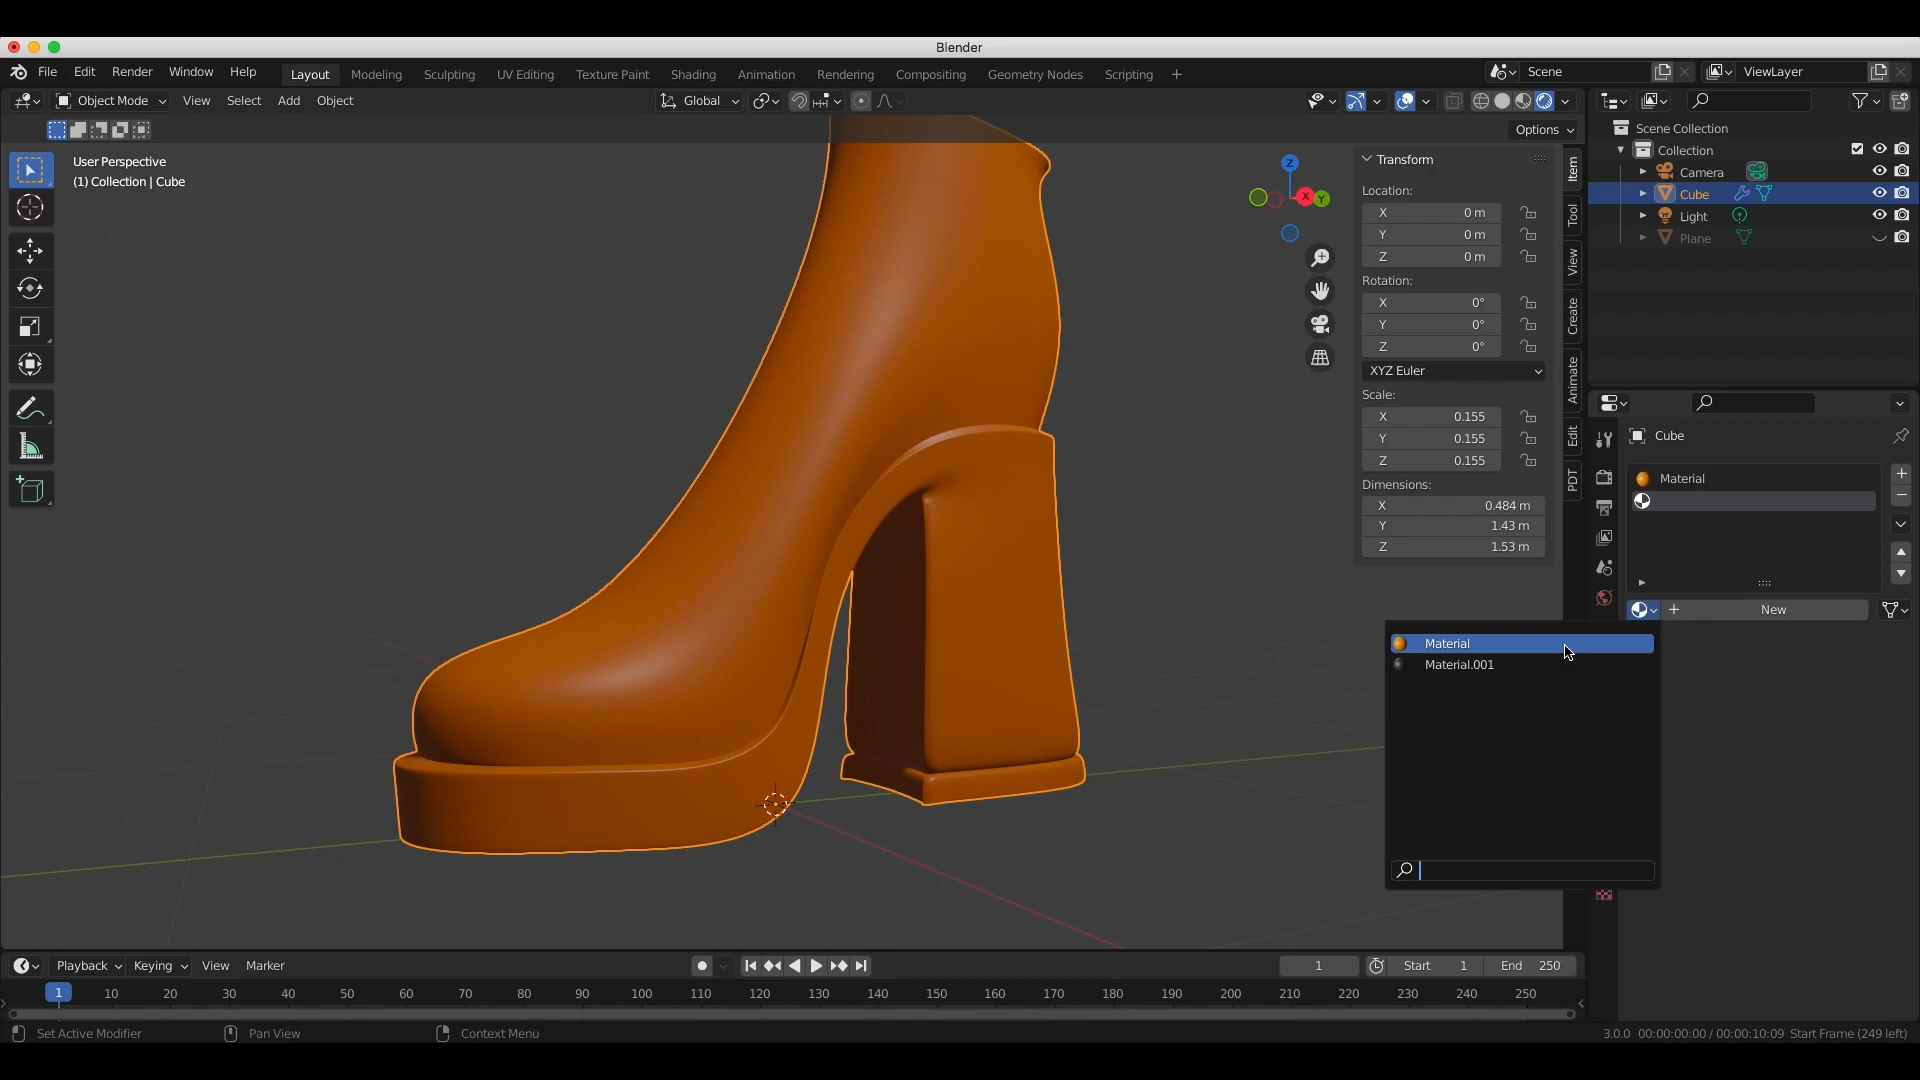 Blender
File Edit Render Window Help Layout Modeling Sculpting UV Editing Texture Paint Shading Animation Rendering Compositing Geometry Nodes Scripting + Scene ViewLayer
Object Mode View Select Add Object Global
Options
User Perspective
(1) Collection | Cube
Z
X
Y
Transform
Location:
X 0 m
Y 0 m
Z 0 m
Rotation:
X 0°
Y 0°
Z 0°
XYZ Euler
Scale:
X 0.155
Y 0.155
Z 0.155
Dimensions:
X 0.484 m
Y 1.43 m
Z 1.53 m
Item
Tool
View
Create
Animate
Edit
PDT
Scene Collection
Collection
Camera
Cube
Light
Plane
Cube
Material
+ New
Material
Material.001
Playback Keying View Marker 1 Start 1 End 250
1 10 20 30 40 50 60 70 80 90 100 110 120 130 140 150 160 170 180 190 200 210 220 230 240 250
Set Active Modifier Pan View Context Menu 3.0.0 00:00:00:00 / 00:00:10:09 Start Frame (249 left)